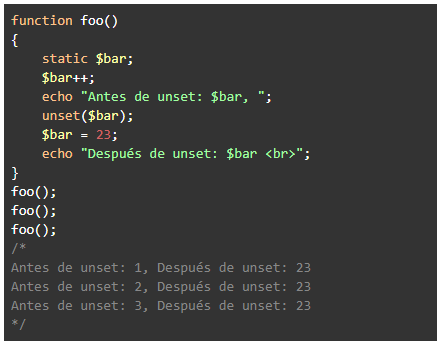 function foo()
{
    static $bar;
    $bar++;
    echo "Antes de unset: $bar, ";
    unset($bar);
    $bar = 23;
    echo "Después de unset: $bar <br>";
}
foo();
foo();
foo();
/*
Antes de unset: 1, Después de unset: 23
Antes de unset: 2, Después de unset: 23
Antes de unset: 3, Después de unset: 23
*/